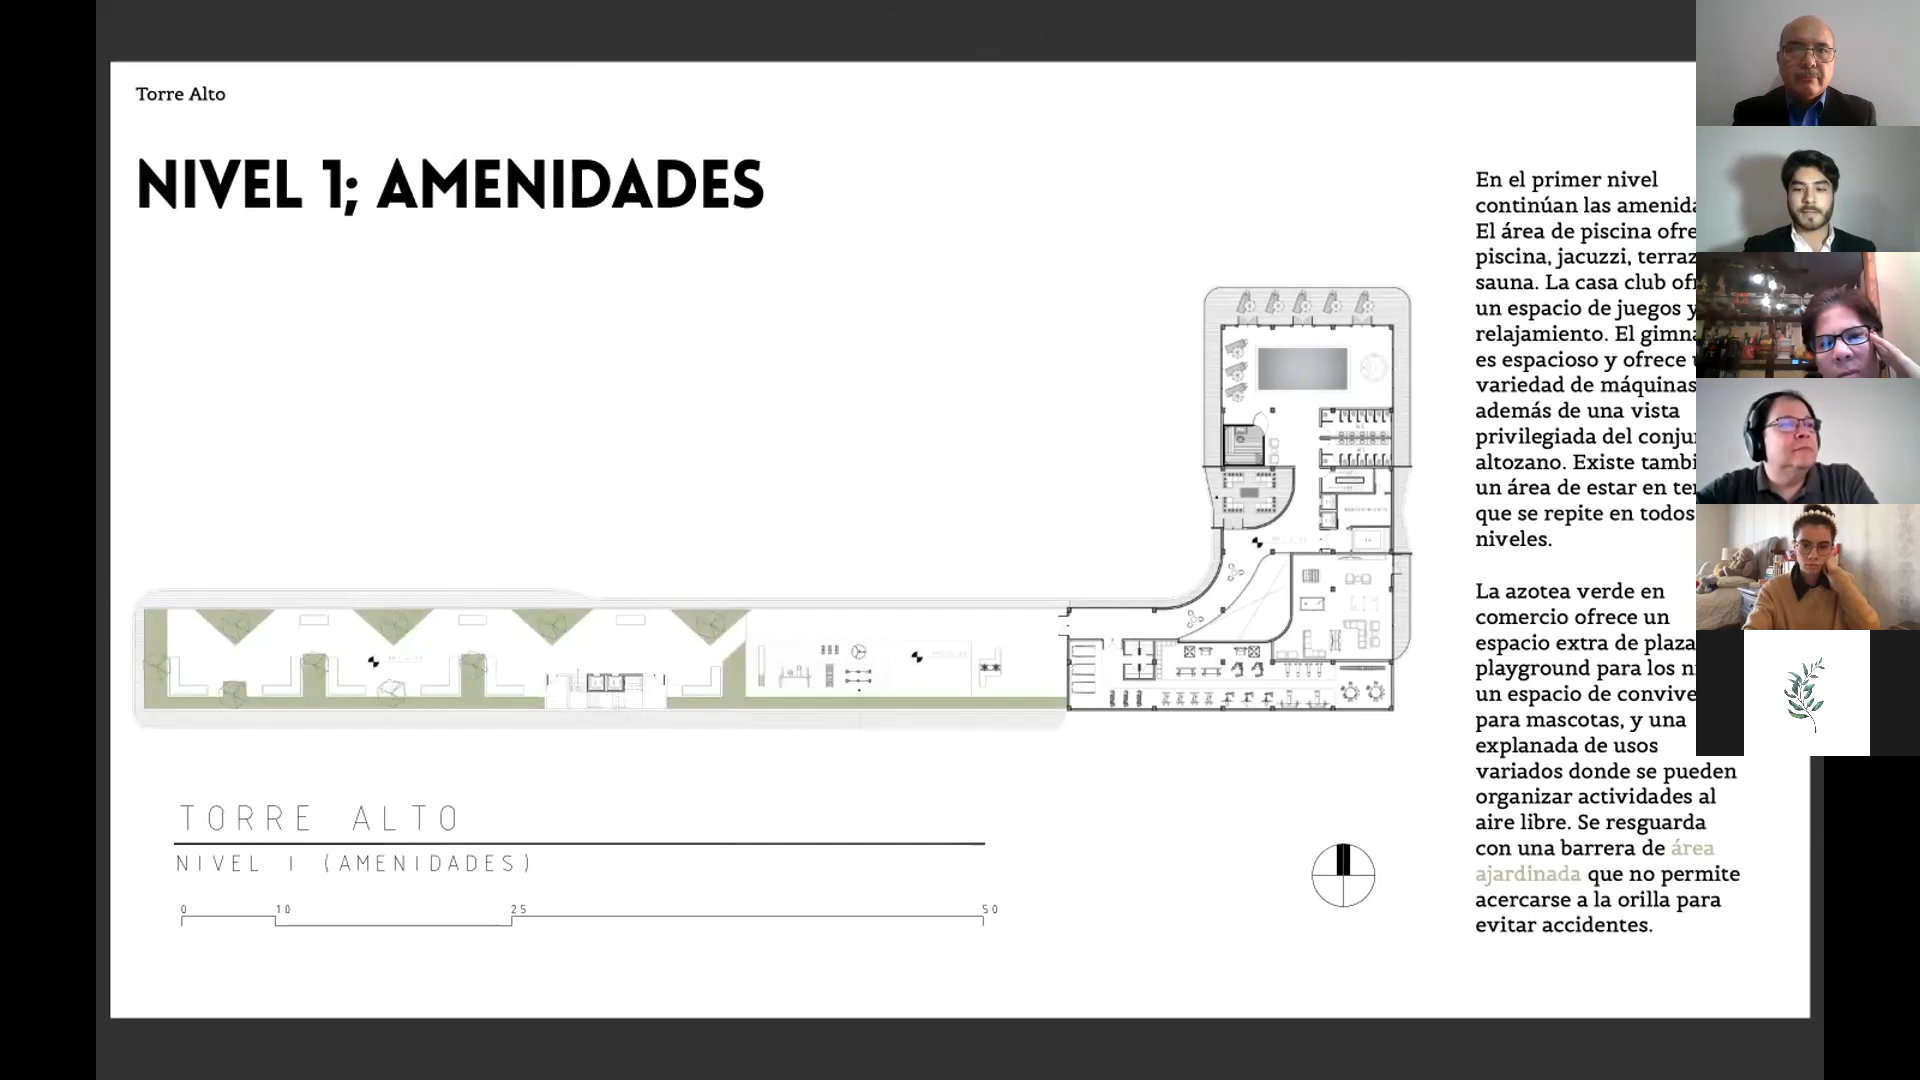 Torre Alto
NIVEL 1; AMENIDADES
En el primer nivel
continúan las amenida
El área de piscina ofre
piscina, jacuzzi, terraz
sauna. La casa club of
un espacio de juegos y
relajamiento. El gimna
es espacioso y ofrece
variedad de máquinas
además de una vista
privilegiada del conju
altozano. Existe tambi
un área de estar en te
que se repite en todos
niveles.
La azotea verde en
comercio ofrece un
espacio extra de plaza
playground para los n
un espacio de convive
para mascotas, y una
explanada de usos
variados donde se pueden
organizar actividades al
aire libre. Se resguarda
con una barrera de área
ajardinada que no permite
acercarse a la orilla para
evitar accidentes.
TORRE ALTO
NIVEL 1 (AMENIDADES)
0 10 25 50